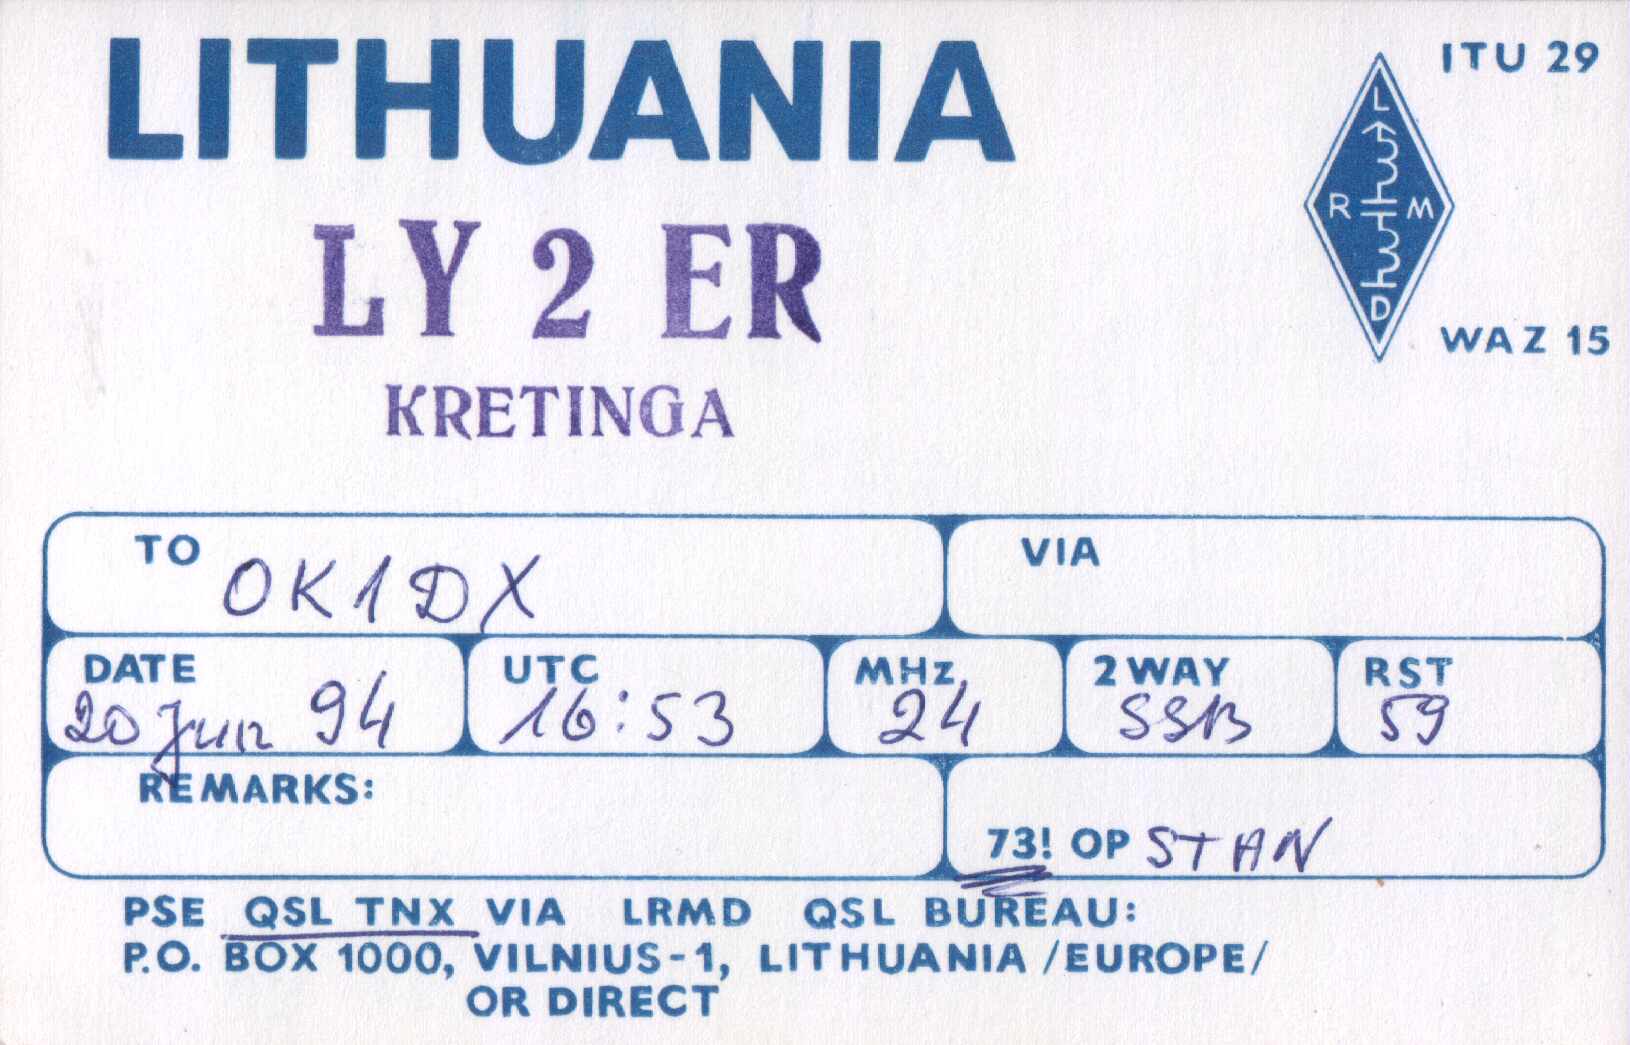 LITHUANIA
ITU 29
L
R M
D
LY 2 ER
WAZ 15
KRETINGA
TO OK1DX
VIA
DATE 20 Jun 94
UTC 16:53
MHz 24
2WAY SSB
RST 59
REMARKS:
73! OP STAN
PSE QSL TNX VIA LRMD QSL BUREAU:
P.O. BOX 1000, VILNIUS-1, LITHUANIA /EUROPE/
OR DIRECT